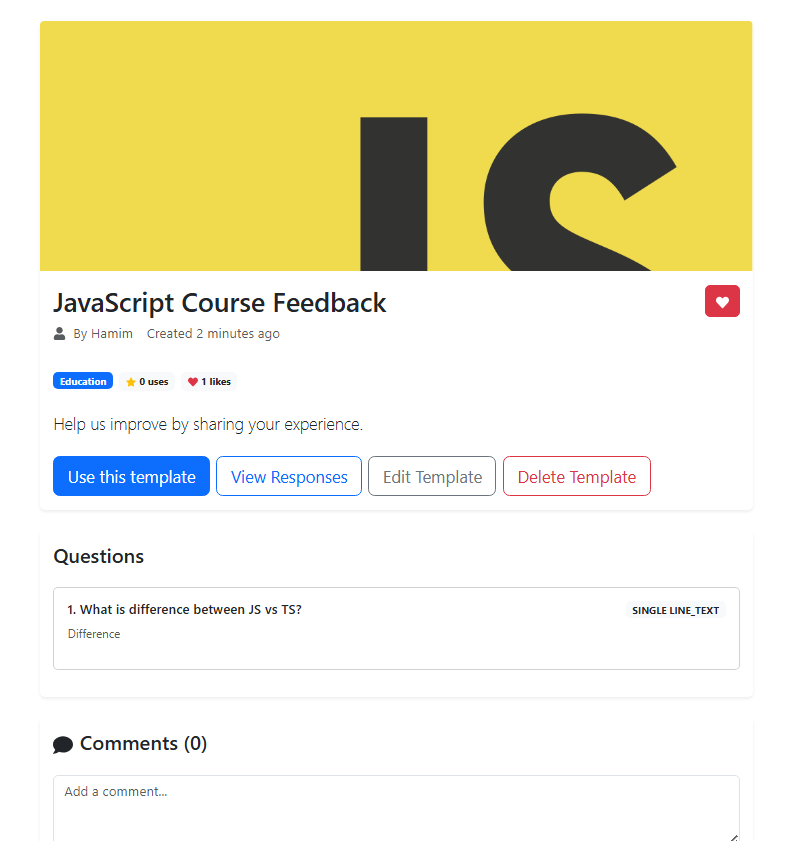 JS
JavaScript Course Feedback
By Hamim Created 2 minutes ago
Education 0 uses 1 likes
Help us improve by sharing your experience.
Use this template View Responses Edit Template Delete Template
Questions
1. What is difference between JS vs TS? SINGLE LINE_TEXT
Difference
Comments (0)
Add a comment...